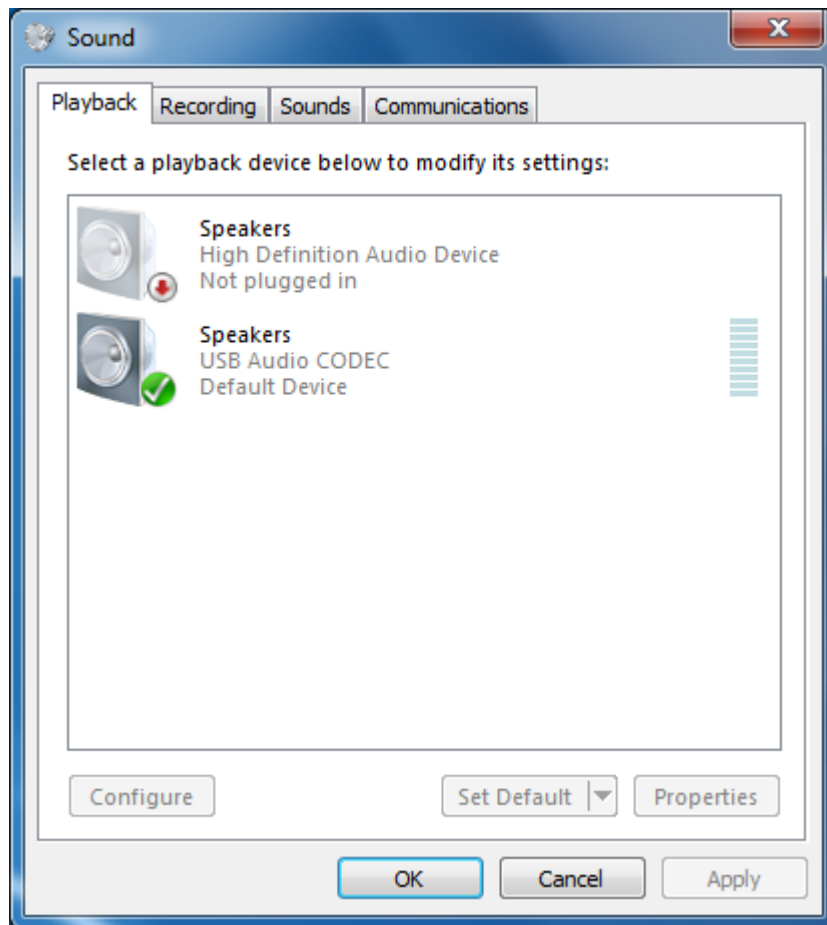 Sound
Playback Recording Sounds Communications
Select a playback device below to modify its settings:
Speakers
High Definition Audio Device
Not plugged in
Speakers
USB Audio CODEC
Default Device
Configure Set Default Properties
OK Cancel Apply